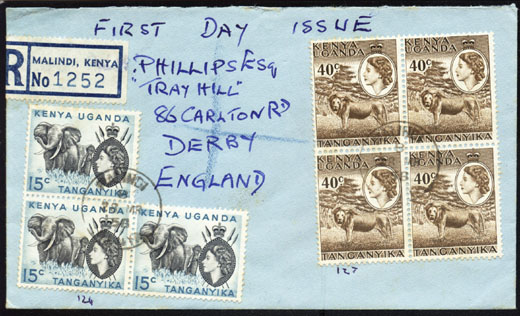 FIRST DAY ISSUE
R
MALINDI, KENYA
No 1252
PHILLIPS Esq
"TRAY HILL"
86 CARLTON RD
DERBY
ENGLAND
KENYA UGANDA
15c
TANGANYIKA
KENYA UGANDA
15c
TANGANYIKA
KENYA UGANDA
15c
TANGANYIKA
124
KENYA
UGANDA
40c
TANGANYIKA
KENYA
UGANDA
40c
TANGANYIKA
KENYA
UGANDA
40c
TANGANYIKA
KENYA
UGANDA
40c
TANGANYIKA
127